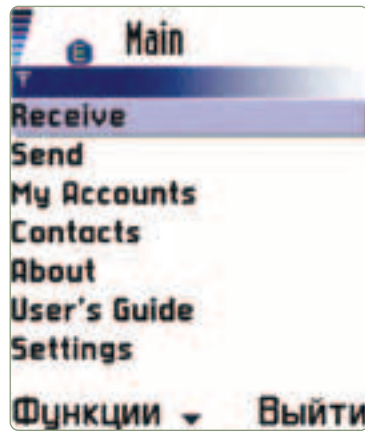 E Main
Receive
Send
My Accounts
Contacts
About
User's Guide
Settings
Функции Выйти